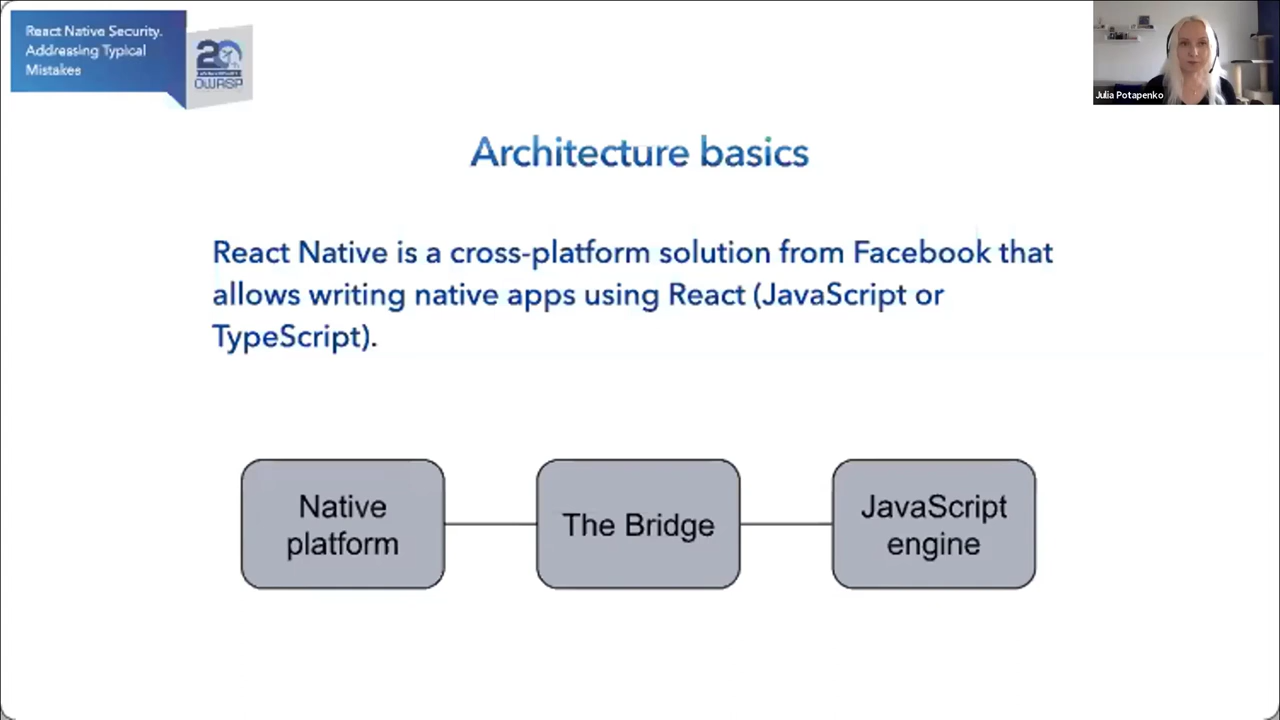 React Native Security.
Addressing Typical
Mistakes
20th
OWASP
Julia Potapenko
Architecture basics
React Native is a cross-platform solution from Facebook that
allows writing native apps using React (JavaScript or
TypeScript).
Native
platform
The Bridge
JavaScript
engine